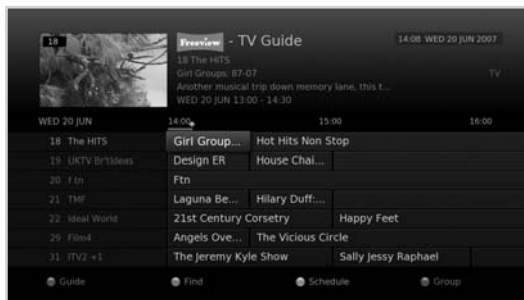 18
Freeview - TV Guide
14:08 WED 20 JUN 2007
18 The HITS
Girl Groups: 87-07
TV
Another musical trip down memory lane, this t...
WED 20 JUN 13:00 - 14:30
WED 20 JUN 14:00 15:00 16:00
18 The HITS Girl Group... Hot Hits Non Stop
19 UKTV Br'tIdeas Design ER House Chai...
20 f tn Ftn
21 TMF Laguna Be... Hilary Duff:...
22 Ideal World 21st Century Corsetry Happy Feet
29 Film4 Angels Ove... The Vicious Circle
31 ITV2 +1 The Jeremy Kyle Show Sally Jessy Raphael
Guide Find Schedule Group